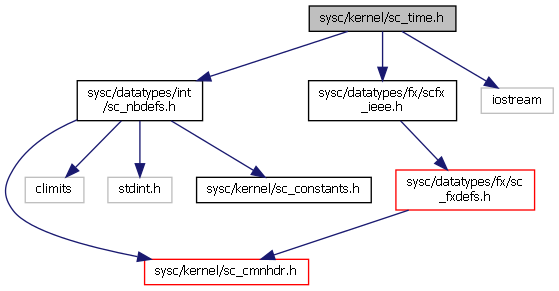 sysc/kernel/sc_time.h
sysc/datatypes/int
/sc_nbdefs.h
sysc/datatypes/fx/scfx
_ieee.h
iostream
climits
stdint.h
sysc/kernel/sc_constants.h
sysc/datatypes/fx/sc
_fxdefs.h
sysc/kernel/sc_cmnhdr.h